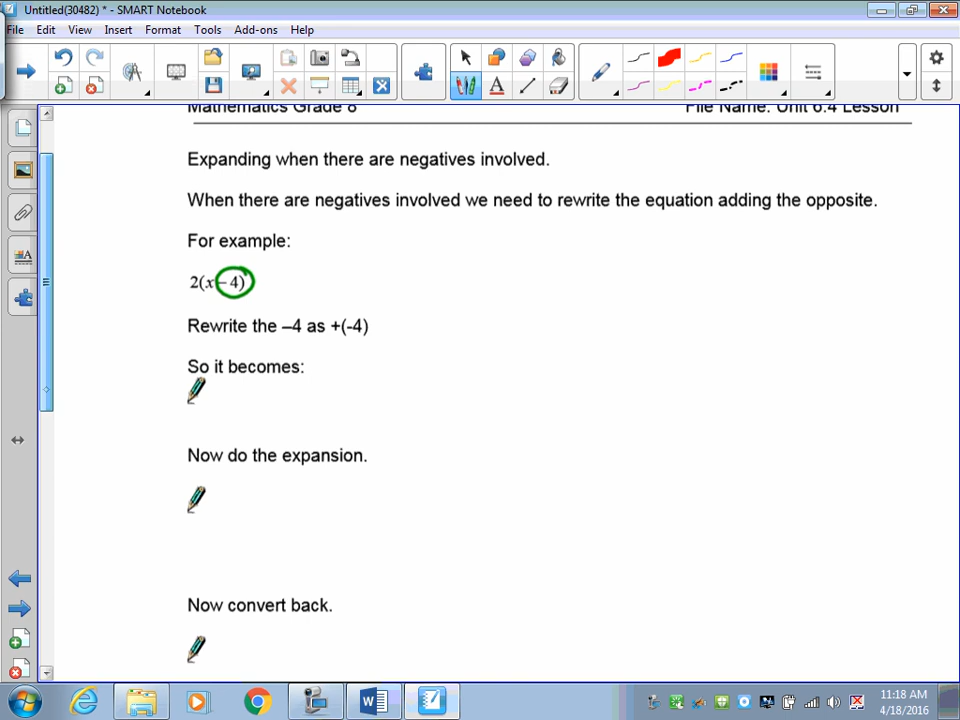 Untitled(30482) * - SMART Notebook
File Edit View Insert Format Tools Add-ons Help
Mathematics Grade 8 File Name: Unit 6.4 Lesson
Expanding when there are negatives involved.
When there are negatives involved we need to rewrite the equation adding the opposite.
For example:
2(x – 4)
Rewrite the –4 as +(-4)
So it becomes:
Now do the expansion.
Now convert back.
11:18 AM
4/18/2016